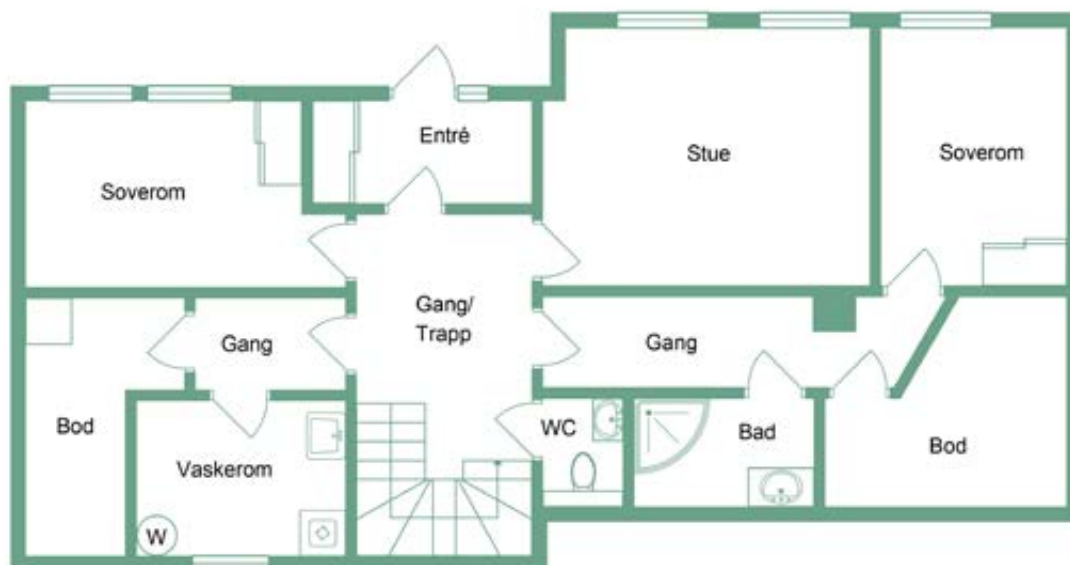 Entré
Stue
Soverom
Soverom
Gang/
Trapp
Gang
Gang
Bod
WC
Bad
Bod
Vaskerom
W